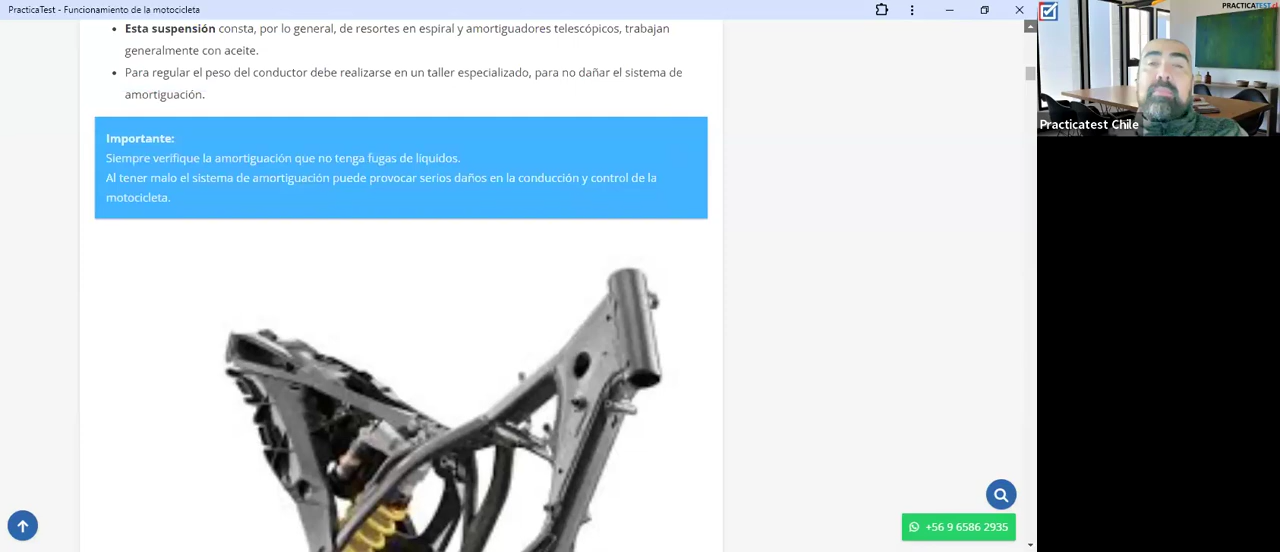 PracticaTest - Funcionamiento de la motocicleta
Esta suspensión consta, por lo general, de resortes en espiral y amortiguadores telescópicos, trabajan
generalmente con aceite.
Para regular el peso del conductor debe realizarse en un taller especializado, para no dañar el sistema de
amortiguación.
Importante:
Siempre verifique la amortiguación que no tenga fugas de líquidos.
Al tener malo el sistema de amortiguación puede provocar serios daños en la conducción y control de la
motocicleta.
+56 9 6586 2935
PRACTICATEST.cl
Practicatest Chile